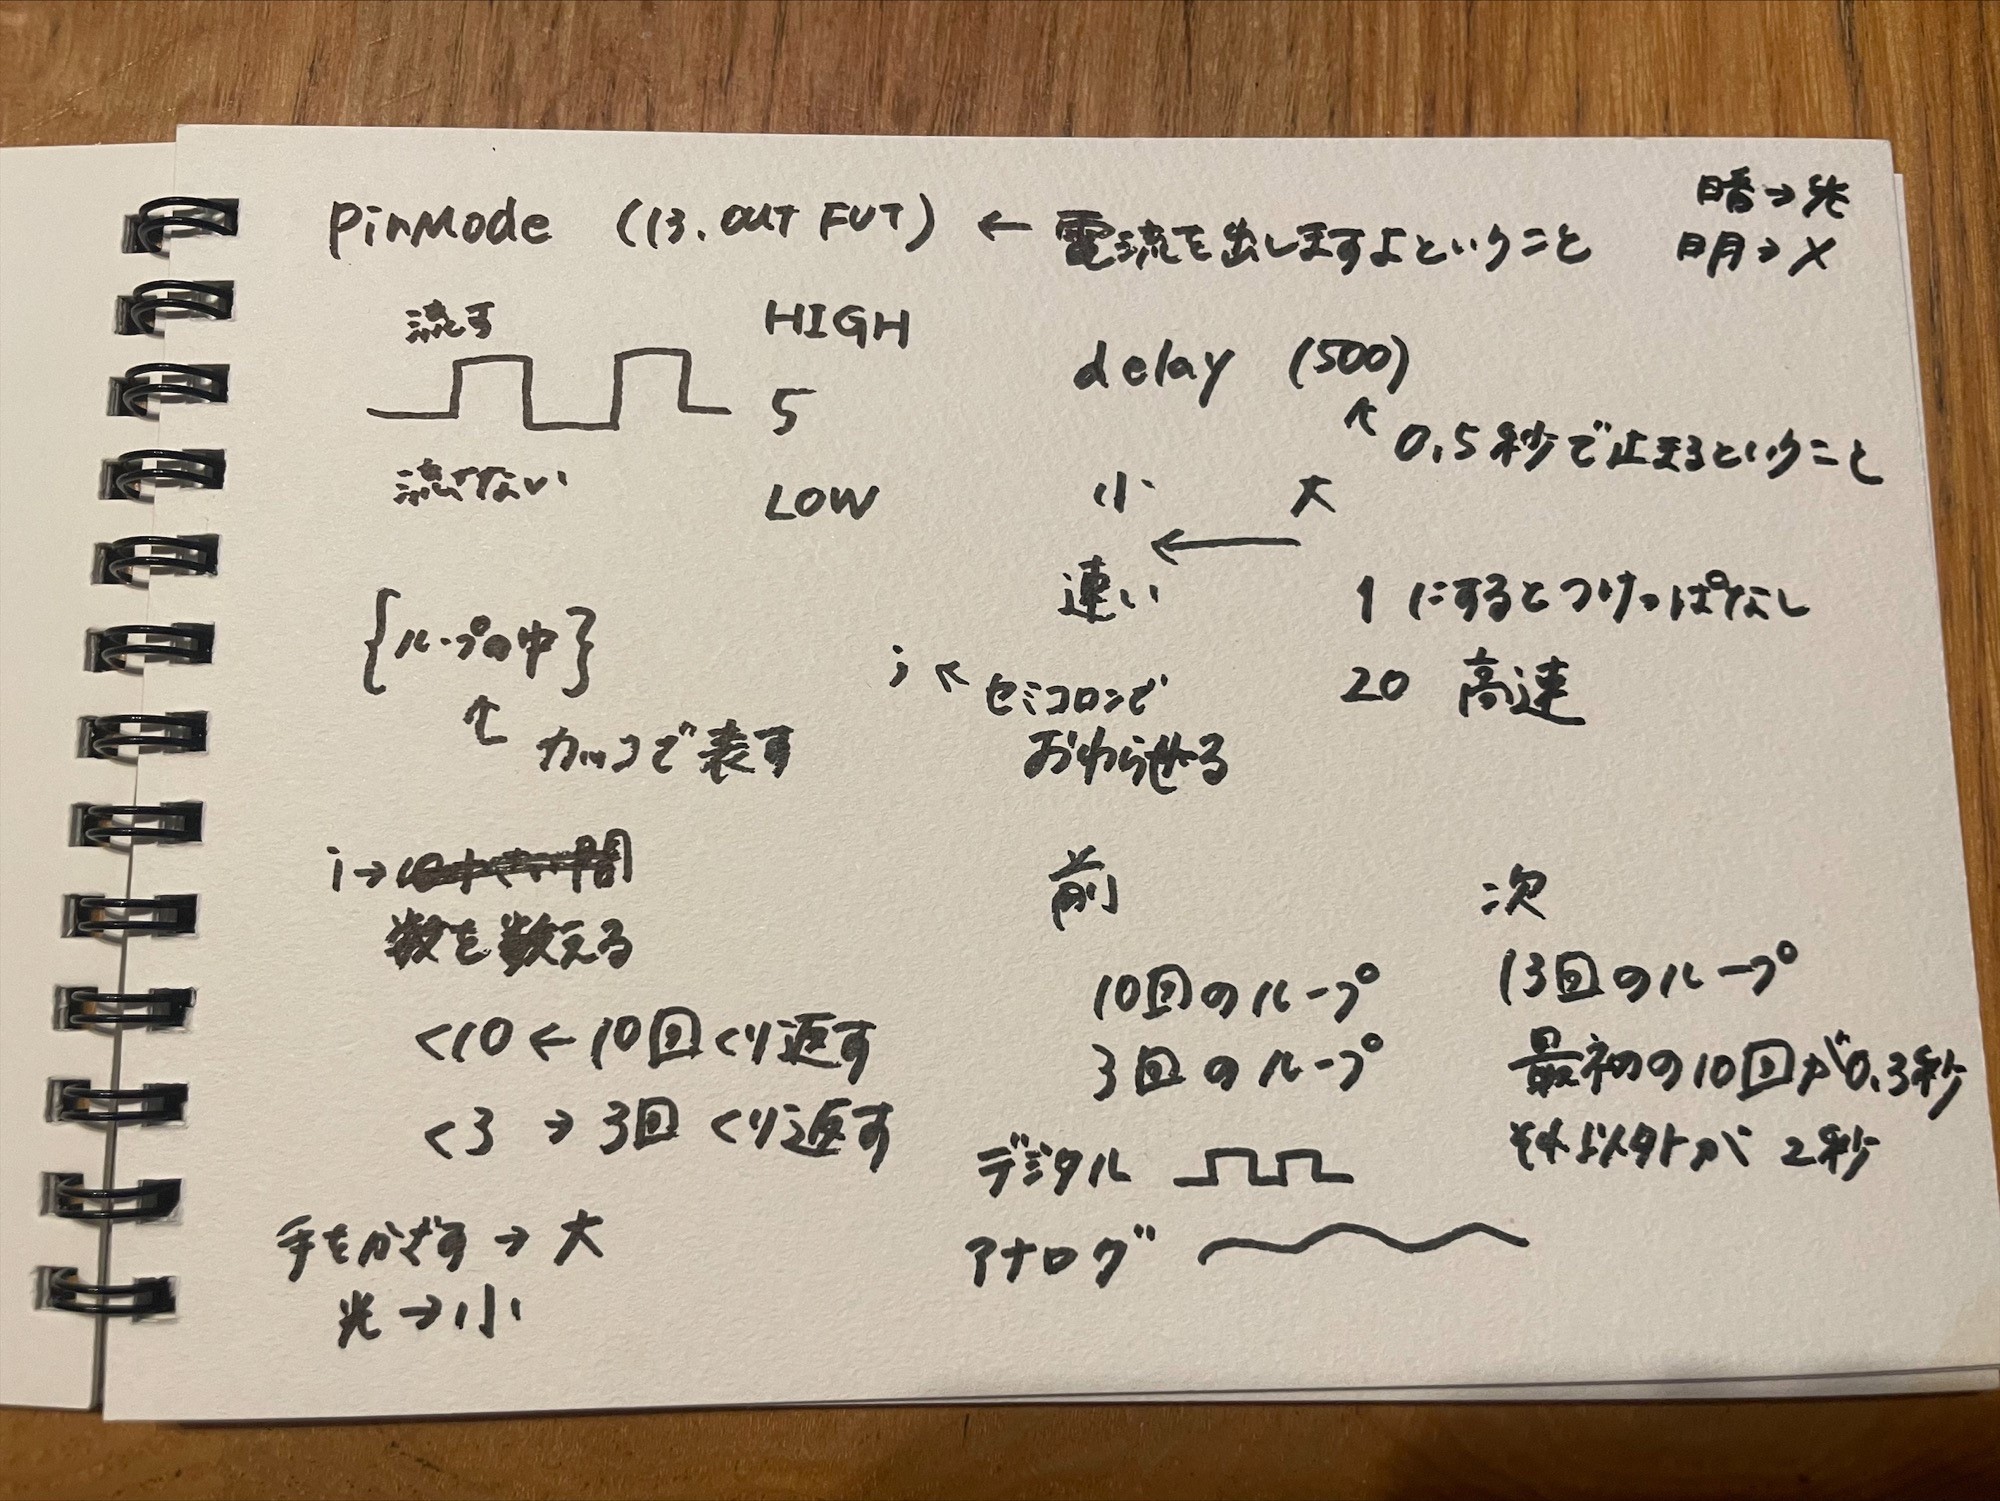 pinMode (13. OUT FUT) ← 電流を出しますよということ
暗→光
明→×
流す
HIGH
5
流さない
LOW
delay (500)
↖ 0.5秒で止まるということ
小 ← 大
速い
1 にするとつけっぱなし
20 高速
{ループの中}
↑ カッコで表す
; ↖ セミコロンで
おわらせる
i→
数を数える
<10 ← 10回くり返す
<3 → 3回 くり返す
手をかざす → 大
光 → 小
前
10回のループ
3回のループ
次
13回のループ
最初の10回が0.3秒
それ以外が 2秒
デジタル
アナログ